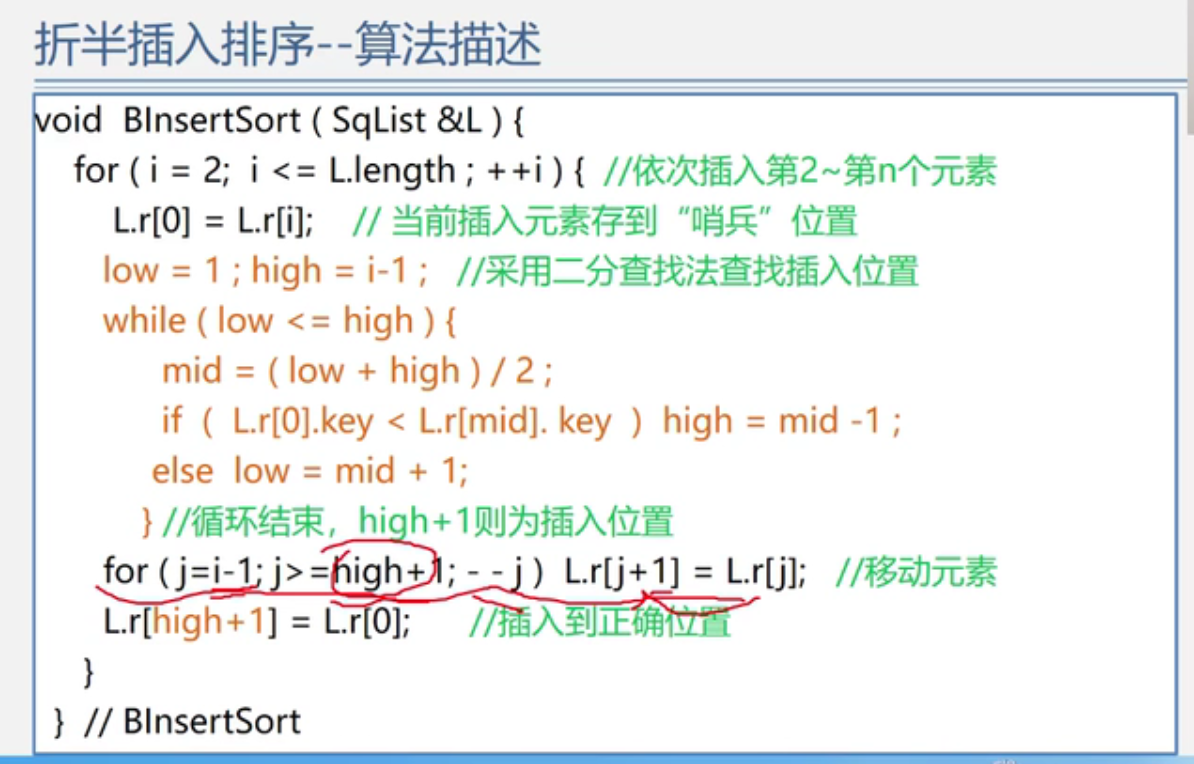 折半插入排序--算法描述
void BInsertSort ( SqList &L ) {
for ( i = 2; i <= L.length ; ++i ) { //依次插入第2~第n个元素
L.r[0] = L.r[i]; // 当前插入元素存到“哨兵”位置
low = 1 ; high = i-1 ; //采用二分查找法查找插入位置
while ( low <= high ) {
mid = ( low + high ) / 2 ;
if ( L.r[0].key < L.r[mid]. key ) high = mid -1 ;
else low = mid + 1;
} //循环结束，high+1则为插入位置
for ( j=i-1; j>=high+1; - - j ) L.r[j+1] = L.r[j]; //移动元素
L.r[high+1] = L.r[0]; //插入到正确位置
}
} // BInsertSort